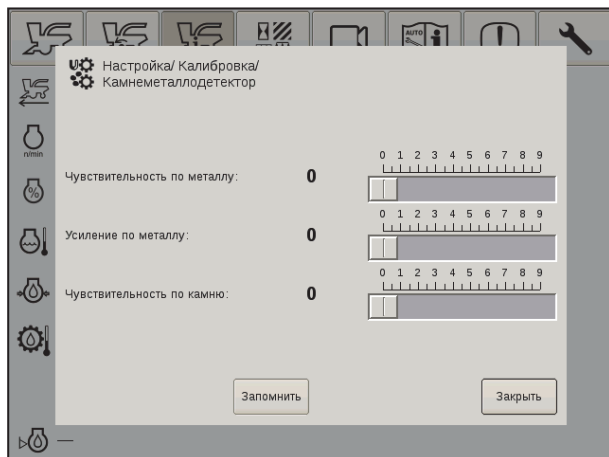 AUTO
Настройка/ Калибровка/
Камнеметаллодетектор
n/min
%
0 1 2 3 4 5 6 7 8 9
Чувствительность по металлу: 0
0 1 2 3 4 5 6 7 8 9
Усиление по металлу: 0
0 1 2 3 4 5 6 7 8 9
Чувствительность по камню: 0
Запомнить Закрыть
—